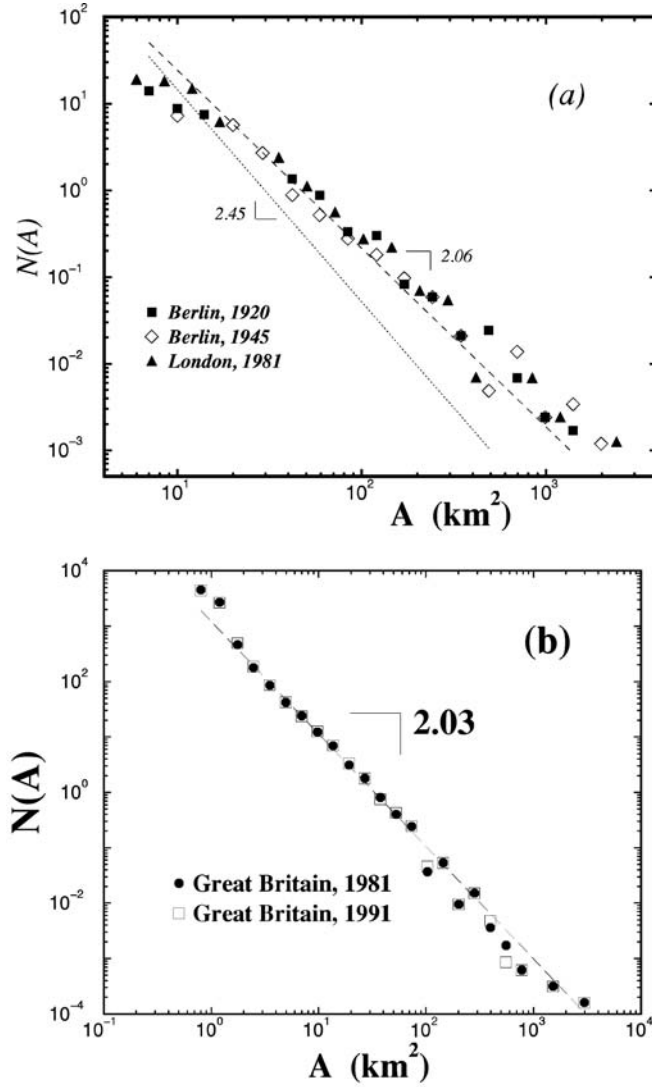 10^2
(a)
10^1
10^0
2.45
2.06
N(A)
10^-1
Berlin, 1920
Berlin, 1945
London, 1981
10^-2
10^-3
10^1
10^2
10^3
A (km^2)
10^4
(b)
10^2
2.03
N(A)
10^0
Great Britain, 1981
Great Britain, 1991
10^-2
10^-4
10^-1
10^0
10^1
10^2
10^3
10^4
A (km^2)